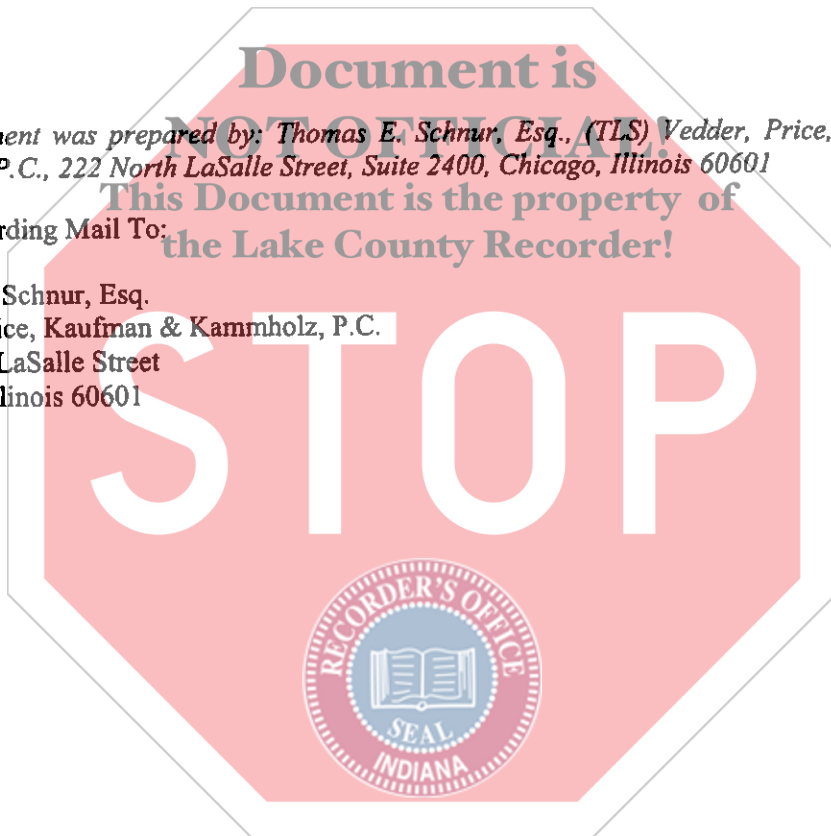 Document is
NOT OFFICIAL!
ment was prepared by: Thomas E. Schnur, Esq., (TLS) Vedder, Price,
P.C., 222 North LaSalle Street, Suite 2400, Chicago, Illinois 60601
This Document is the property of
rding Mail To:
the Lake County Recorder!
Schnur, Esq.
ice, Kaufman & Kammholz, P.C.
LaSalle Street
linois 60601
STOP
RECORDER'S OFFICE
SEAL
INDIANA